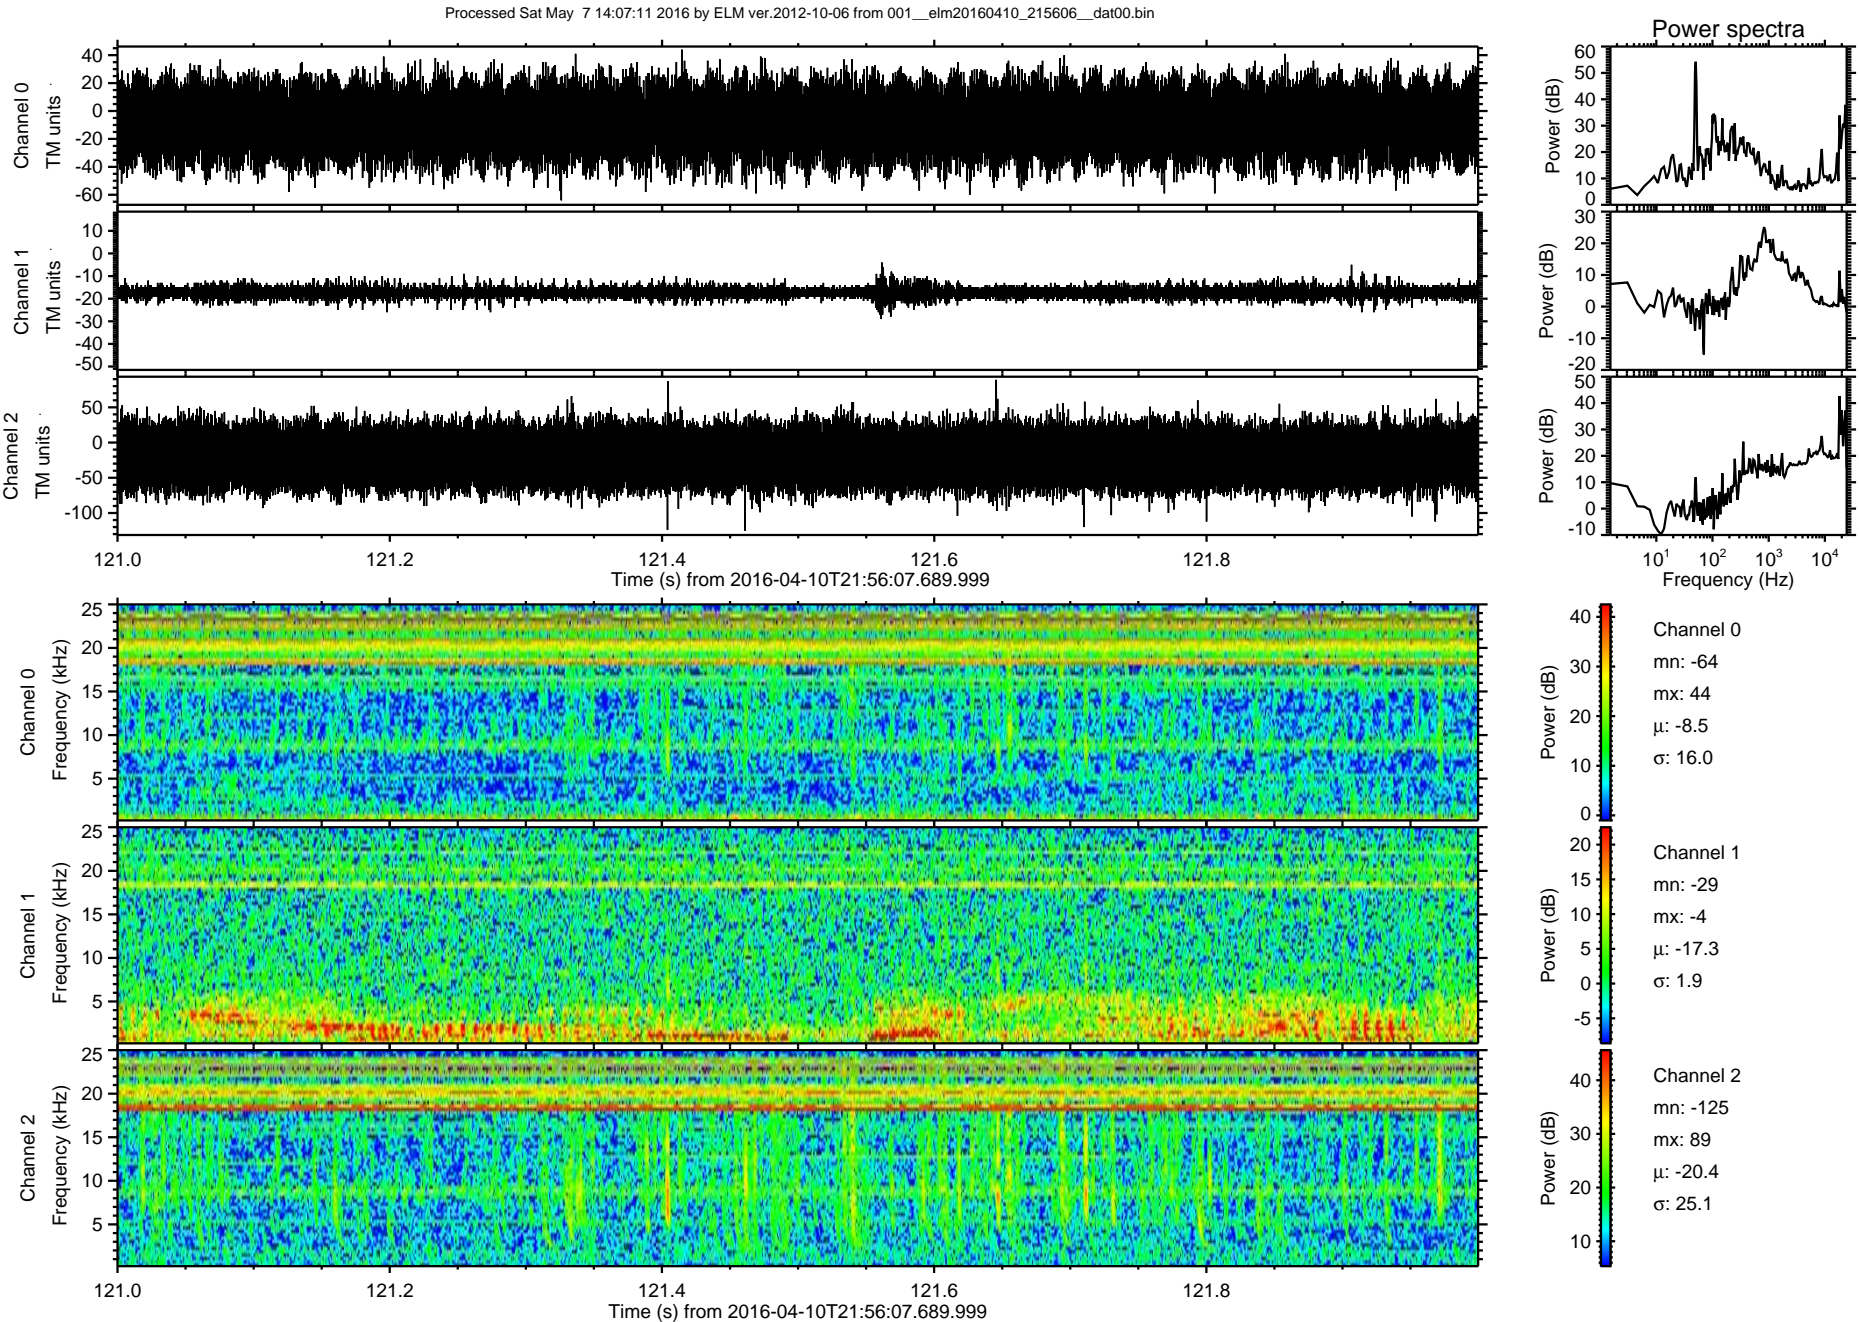 Processed Sat May 7 14:07:11 2016 by ELM ver.2012-10-06 from 001__elm20160410_215606__dat00.bin
Power spectra
Channel 0
TM units
40
20
0
-20
-40
-60
Power (dB)
60
50
40
30
20
10
0
Channel 1
TM units
10
0
-10
-20
-30
-40
-50
Power (dB)
30
20
10
0
-10
-20
Channel 2
TM units
50
0
-50
-100
Power (dB)
50
40
30
20
10
0
-10
121.0 121.2 121.4 121.6 121.8
Time (s) from 2016-04-10T21:56:07.689.999
10^1 10^2 10^3 10^4
Frequency (Hz)
Channel 0
Frequency (kHz)
25
20
15
10
5
Power (dB)
40
30
20
10
0
Channel 0
mn: -64
mx: 44
μ: -8.5
σ: 16.0
Channel 1
Frequency (kHz)
25
20
15
10
5
Power (dB)
20
15
10
5
0
-5
Channel 1
mn: -29
mx: -4
μ: -17.3
σ: 1.9
Channel 2
Frequency (kHz)
25
20
15
10
5
Power (dB)
40
30
20
10
Channel 2
mn: -125
mx: 89
μ: -20.4
σ: 25.1
121.0 121.2 121.4 121.6 121.8
Time (s) from 2016-04-10T21:56:07.689.999